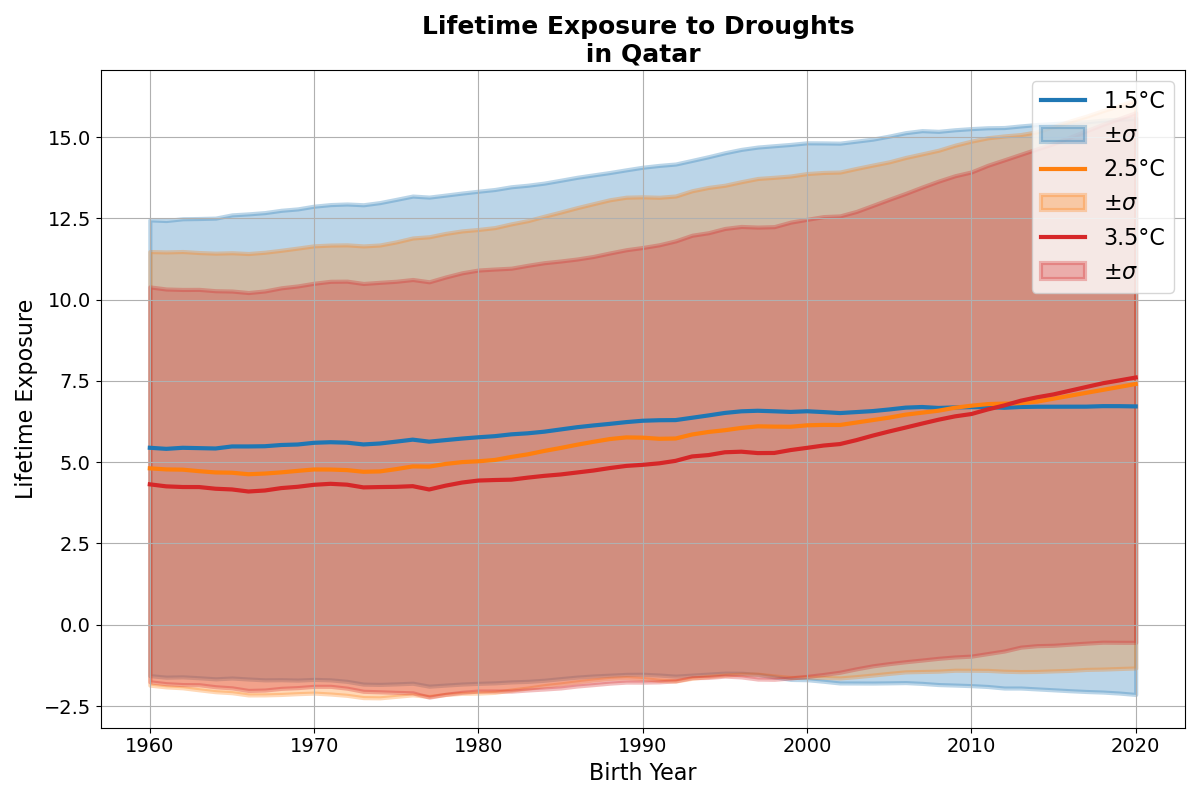 Lifetime Exposure to Droughts
in Qatar
1.5°C
±σ
2.5°C
±σ
3.5°C
±σ
Lifetime Exposure
15.0
12.5
10.0
7.5
5.0
2.5
0.0
−2.5
1960 1970 1980 1990 2000 2010 2020
Birth Year